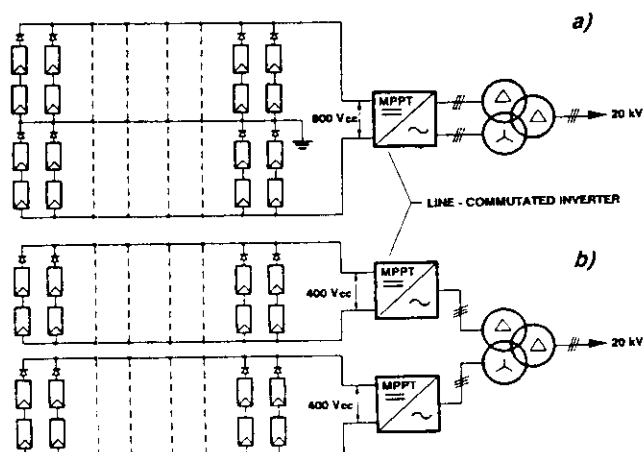 a)
MPPT
800 Vcc
20 kV
LINE - COMMUTATED INVERTER
b)
MPPT
400 Vcc
20 kV
MPPT
400 Vcc